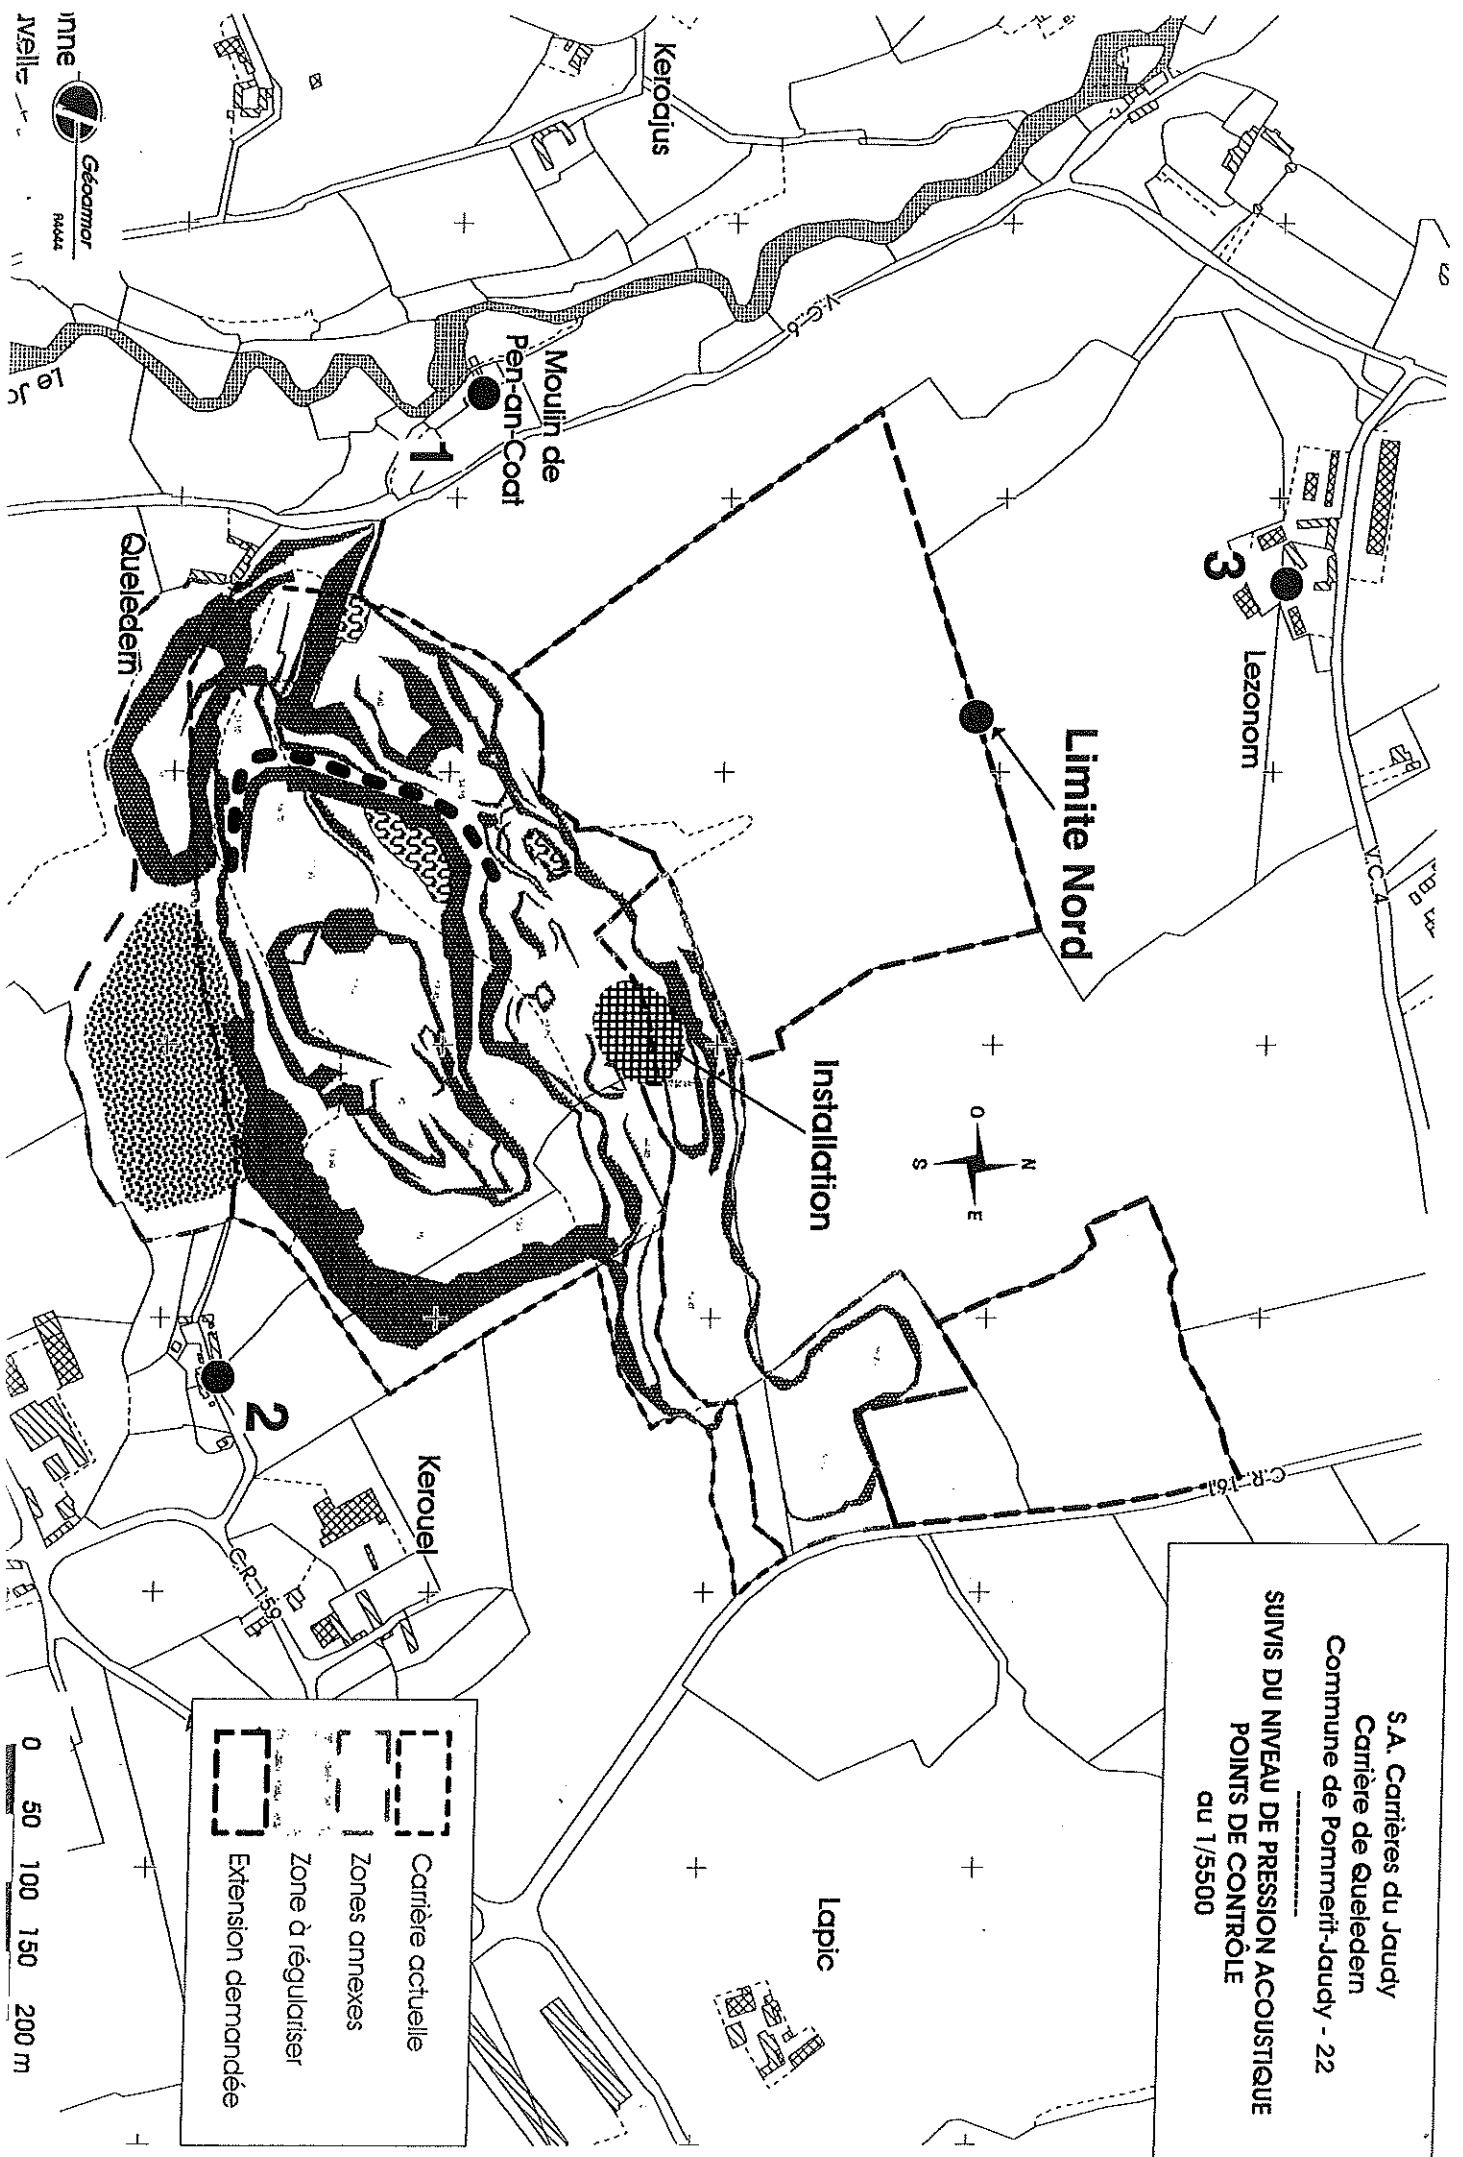 S.A. Carrières du Jaudy
Carrière de Queledern
Commune de Pommerit-Jaudy - 22
-----------
SUIVIS DU NIVEAU DE PRESSION ACOUSTIQUE
POINTS DE CONTRÔLE
au 1/5500
Lezonom
3
V.C.4
Limite Nord
Keroajus
V.C.6
Moulin de
Pen-an-Coat
1
Installation
O
N
S
E
C.R.161
Lapic
Queledern
2
Kerouel
C.R.159
Carrière actuelle
Zones annexes
Zone à régulariser
Extension demandée
0 50 100 150 200 m
Géoarmor